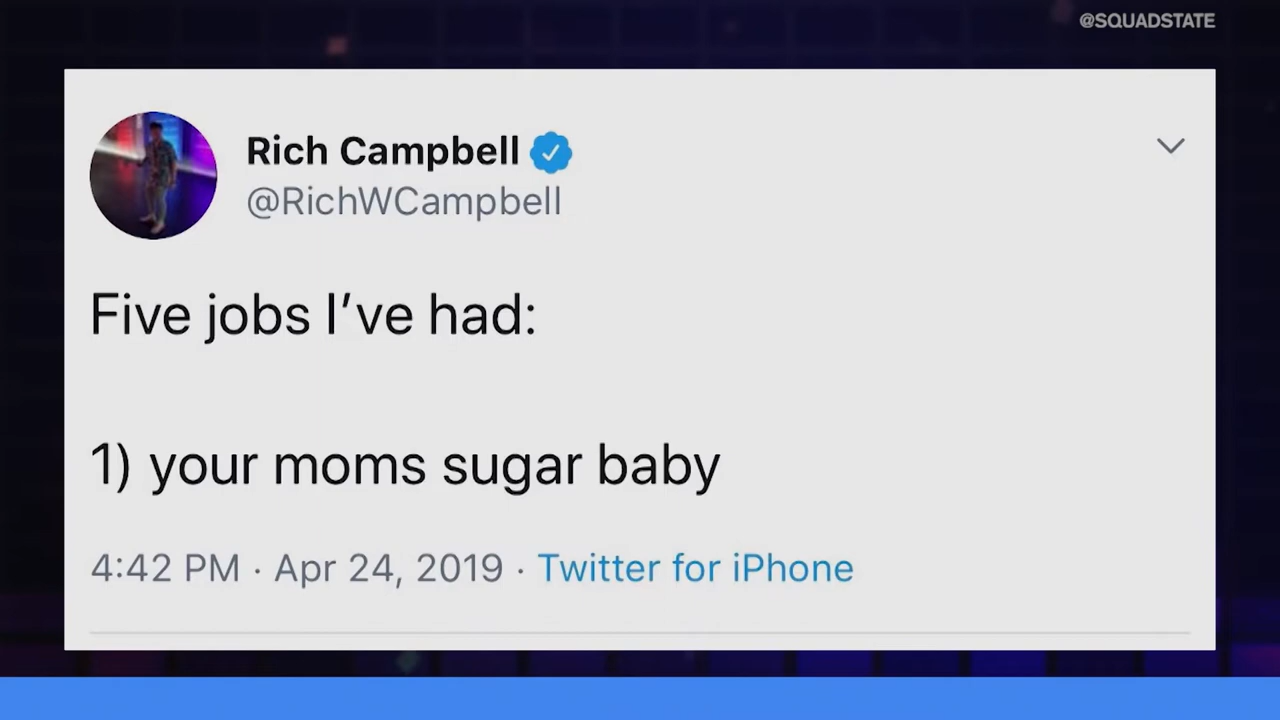 @SQUADSTATE
Rich Campbell
@RichWCampbell
Five jobs I’ve had:
1) your moms sugar baby
4:42 PM · Apr 24, 2019 · Twitter for iPhone